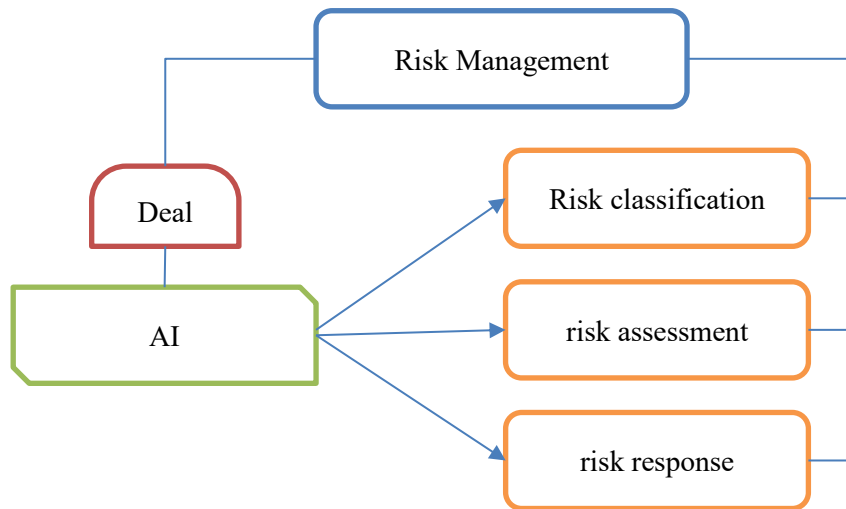 Risk Management
Deal
Risk classification
AI
risk assessment
risk response